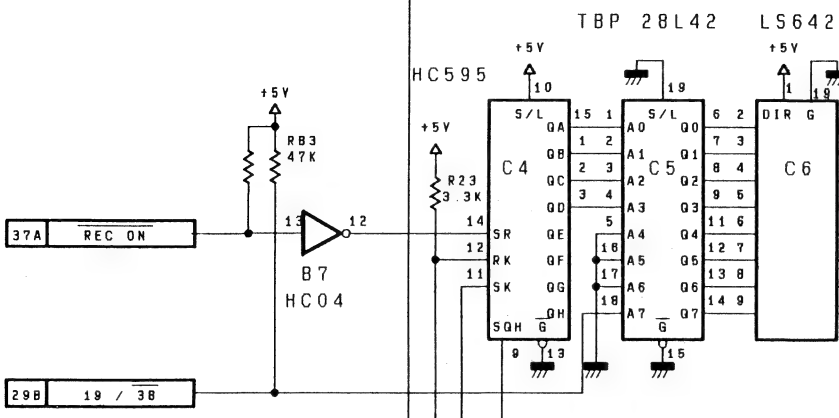 TBP 28L42 LS642
+5V +5V
HC595
10 19 1 19
+5V
S/L S/L DIR G
RB3
47K
+5V
QA 15 1 A0 Q0 6 2
QB 1 2 A1 Q1 7 3
C4 C5 C6
QC 2 3 A2 Q2 8 4
R23
3.3K
QD 3 4 A3 Q3 9 5
37A REC ON 13 12 14 SR QE 5 A4 Q4 11 6
12 RK QF 16 A5 Q5 12 7
B7
HC04
11 SK QG 17 A6 Q6 13 8
QH 18 A7 Q7 14 9
SQH G G
9 13 15
29B 19 / 3B